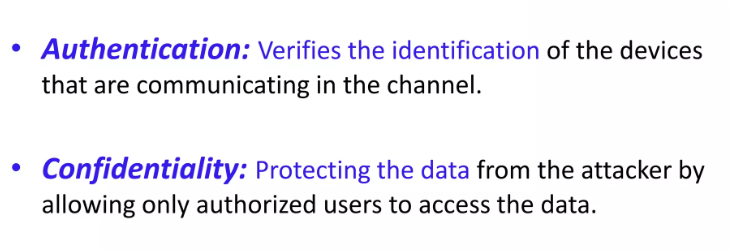 • Authentication: Verifies the identification of the devices
that are communicating in the channel.
• Confidentiality: Protecting the data from the attacker by
allowing only authorized users to access the data.